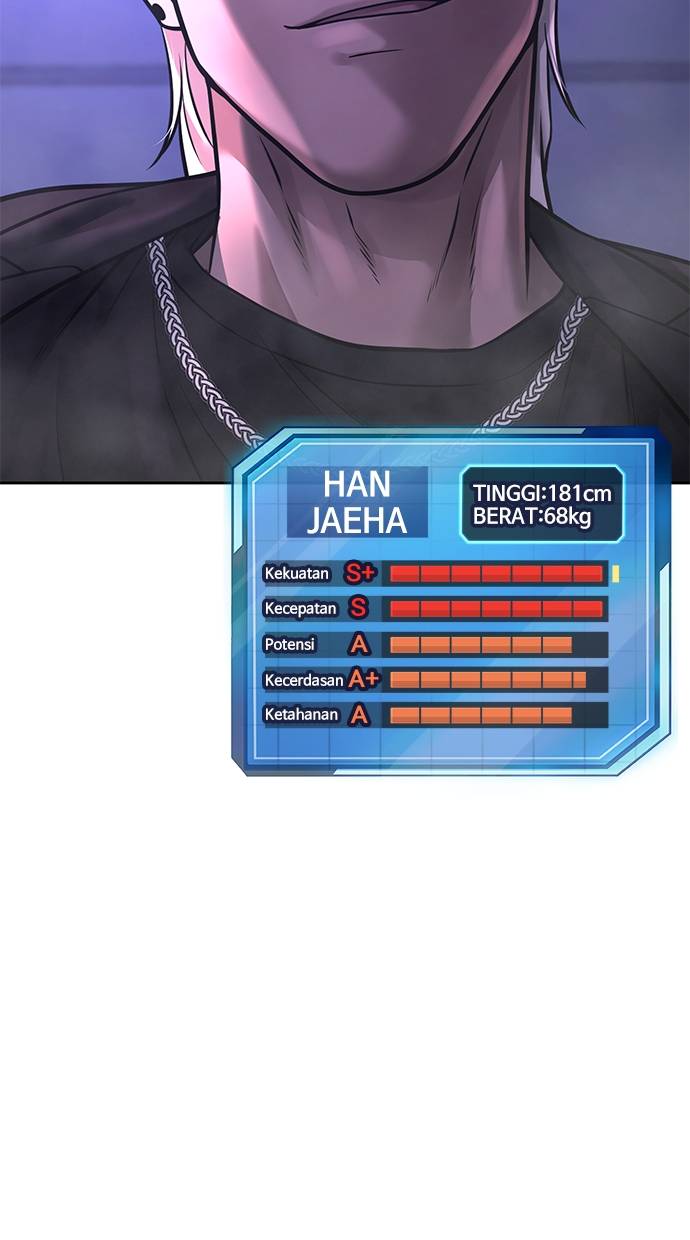 HAN
JAEHA
TINGGI:181cm
BERAT:68kg
Kekuatan S+
Kecepatan S
Potensi A
Kecerdasan A+
Ketahanan A